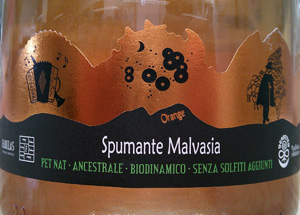 Orange
Spumante Malvasia
PET NAT · ANCESTRALE · BIODINAMICO · SENZA SOLFITI AGGIUNTI